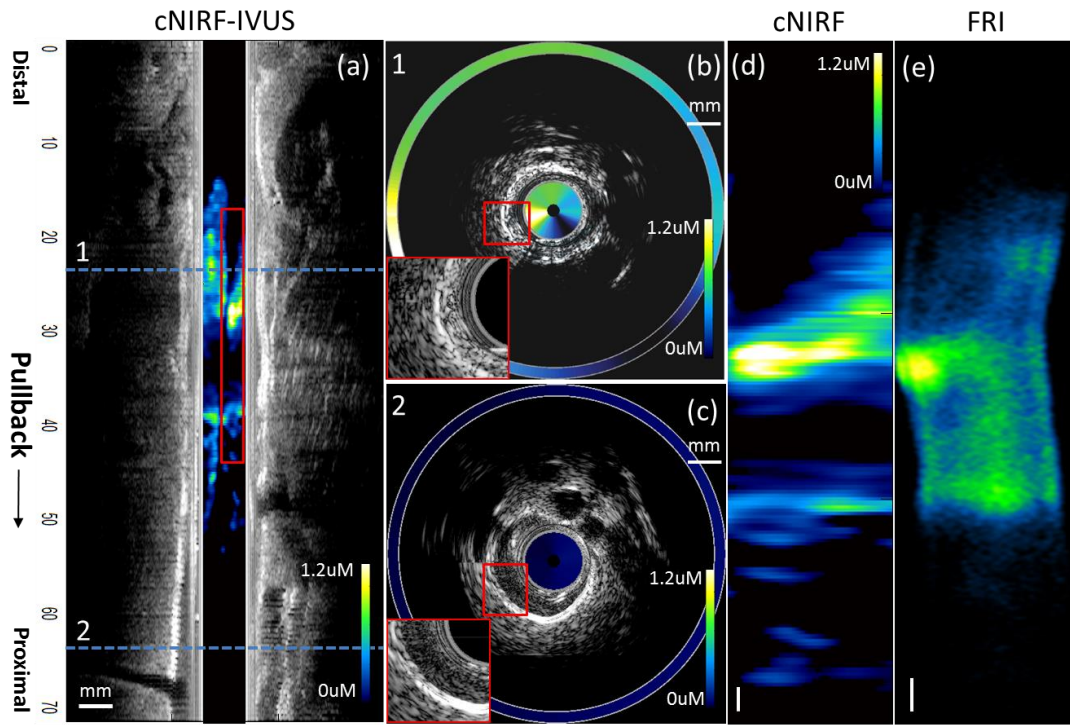 cNIRF-IVUS
cNIRF
FRI
Distal
Pullback
Proximal
0
10
20
30
40
50
60
70
(a)
1
2
mm
1.2uM
0uM
1
(b)
mm
1.2uM
0uM
2
(c)
mm
1.2uM
0uM
(d)
1.2uM
0uM
(e)